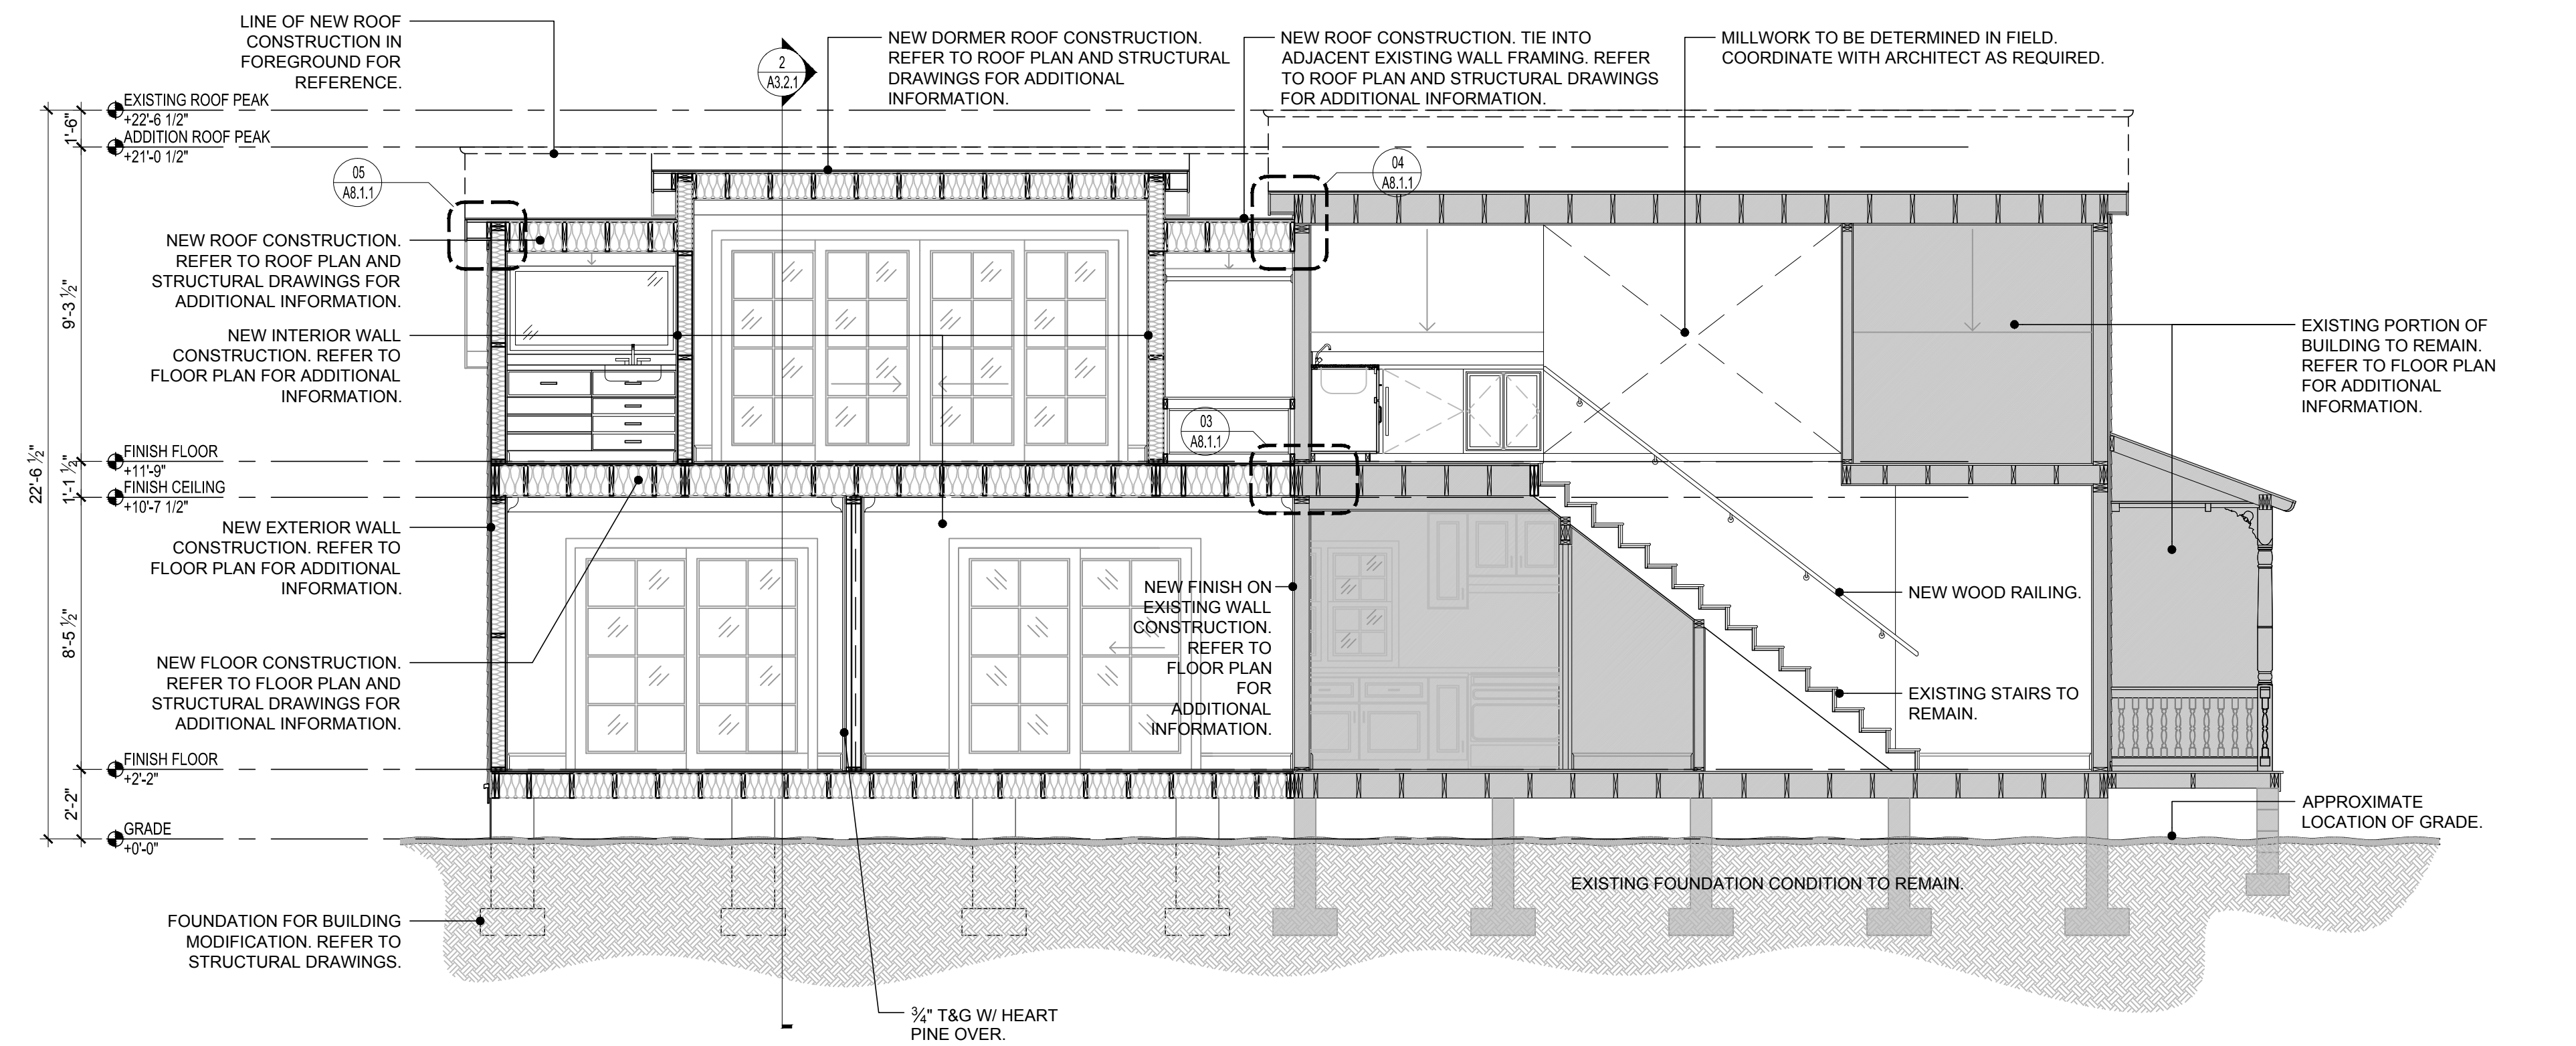 LINE OF NEW ROOF
CONSTRUCTION IN
FOREGROUND FOR
REFERENCE.
2
A3.2.1
NEW DORMER ROOF CONSTRUCTION.
REFER TO ROOF PLAN AND STRUCTURAL
DRAWINGS FOR ADDITIONAL
INFORMATION.
NEW ROOF CONSTRUCTION. TIE INTO
ADJACENT EXISTING WALL FRAMING. REFER
TO ROOF PLAN AND STRUCTURAL DRAWINGS
FOR ADDITIONAL INFORMATION.
MILLWORK TO BE DETERMINED IN FIELD.
COORDINATE WITH ARCHITECT AS REQUIRED.
EXISTING ROOF PEAK
+22'-6 1/2"
ADDITION ROOF PEAK
+21'-0 1/2"
1'-6"
05
A8.1.1
04
A8.1.1
NEW ROOF CONSTRUCTION.
REFER TO ROOF PLAN AND
STRUCTURAL DRAWINGS FOR
ADDITIONAL INFORMATION.
9'-3 ½"
NEW INTERIOR WALL
CONSTRUCTION. REFER TO
FLOOR PLAN FOR ADDITIONAL
INFORMATION.
EXISTING PORTION OF
BUILDING TO REMAIN.
REFER TO FLOOR PLAN
FOR ADDITIONAL
INFORMATION.
03
A8.1.1
22'-6 ½"
FINISH FLOOR
+11'-9"
1'-1 ½"
FINISH CEILING
+10'-7 1/2"
NEW EXTERIOR WALL
CONSTRUCTION. REFER TO
FLOOR PLAN FOR ADDITIONAL
INFORMATION.
8'-5 ½"
NEW FINISH ON
EXISTING WALL
CONSTRUCTION.
REFER TO
FLOOR PLAN
FOR
ADDITIONAL
INFORMATION.
NEW WOOD RAILING.
NEW FLOOR CONSTRUCTION.
REFER TO FLOOR PLAN AND
STRUCTURAL DRAWINGS FOR
ADDITIONAL INFORMATION.
EXISTING STAIRS TO
REMAIN.
FINISH FLOOR
+2'-2"
2'-2"
GRADE
+0'-0"
APPROXIMATE
LOCATION OF GRADE.
EXISTING FOUNDATION CONDITION TO REMAIN.
FOUNDATION FOR BUILDING
MODIFICATION. REFER TO
STRUCTURAL DRAWINGS.
¾" T&G W/ HEART
PINE OVER.